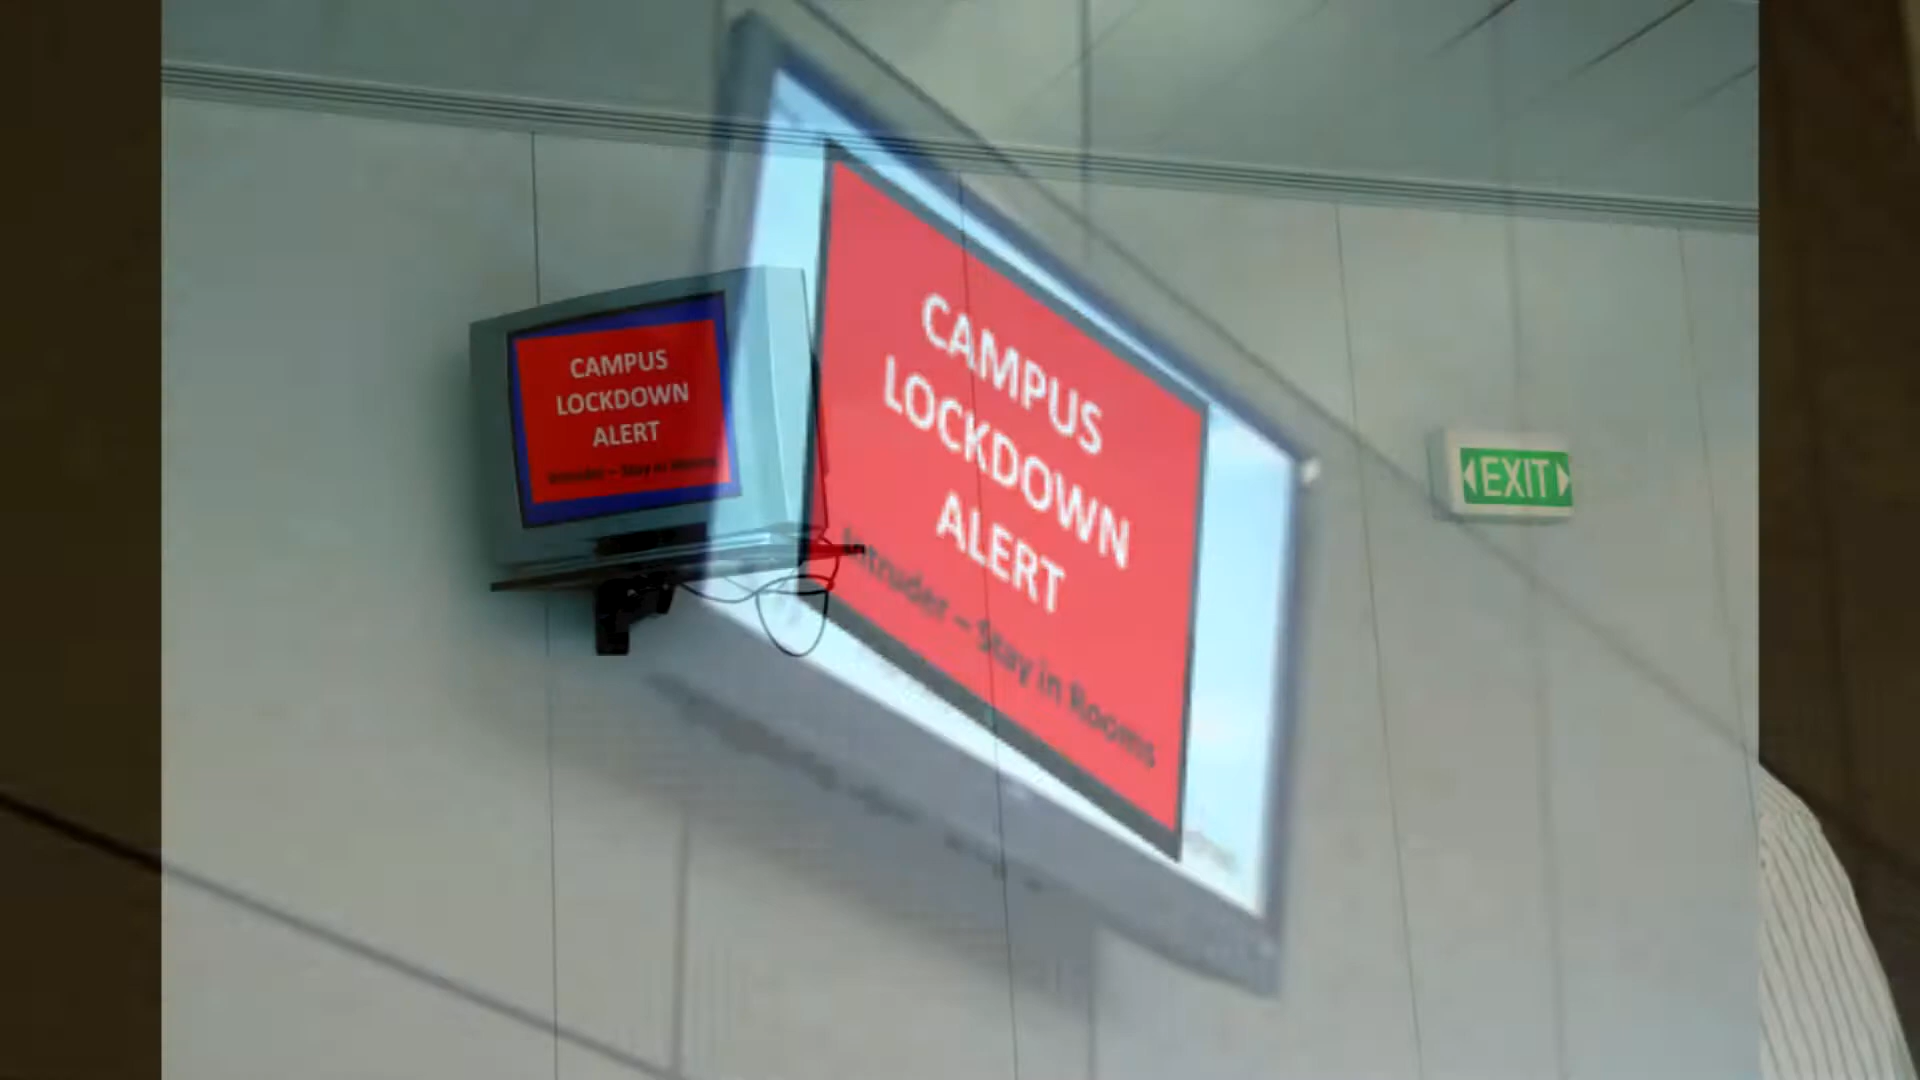 CAMPUS
LOCKDOWN
ALERT
Intruder – Stay in Rooms
CAMPUS
LOCKDOWN
ALERT
Intruder – Stay in Rooms
EXIT